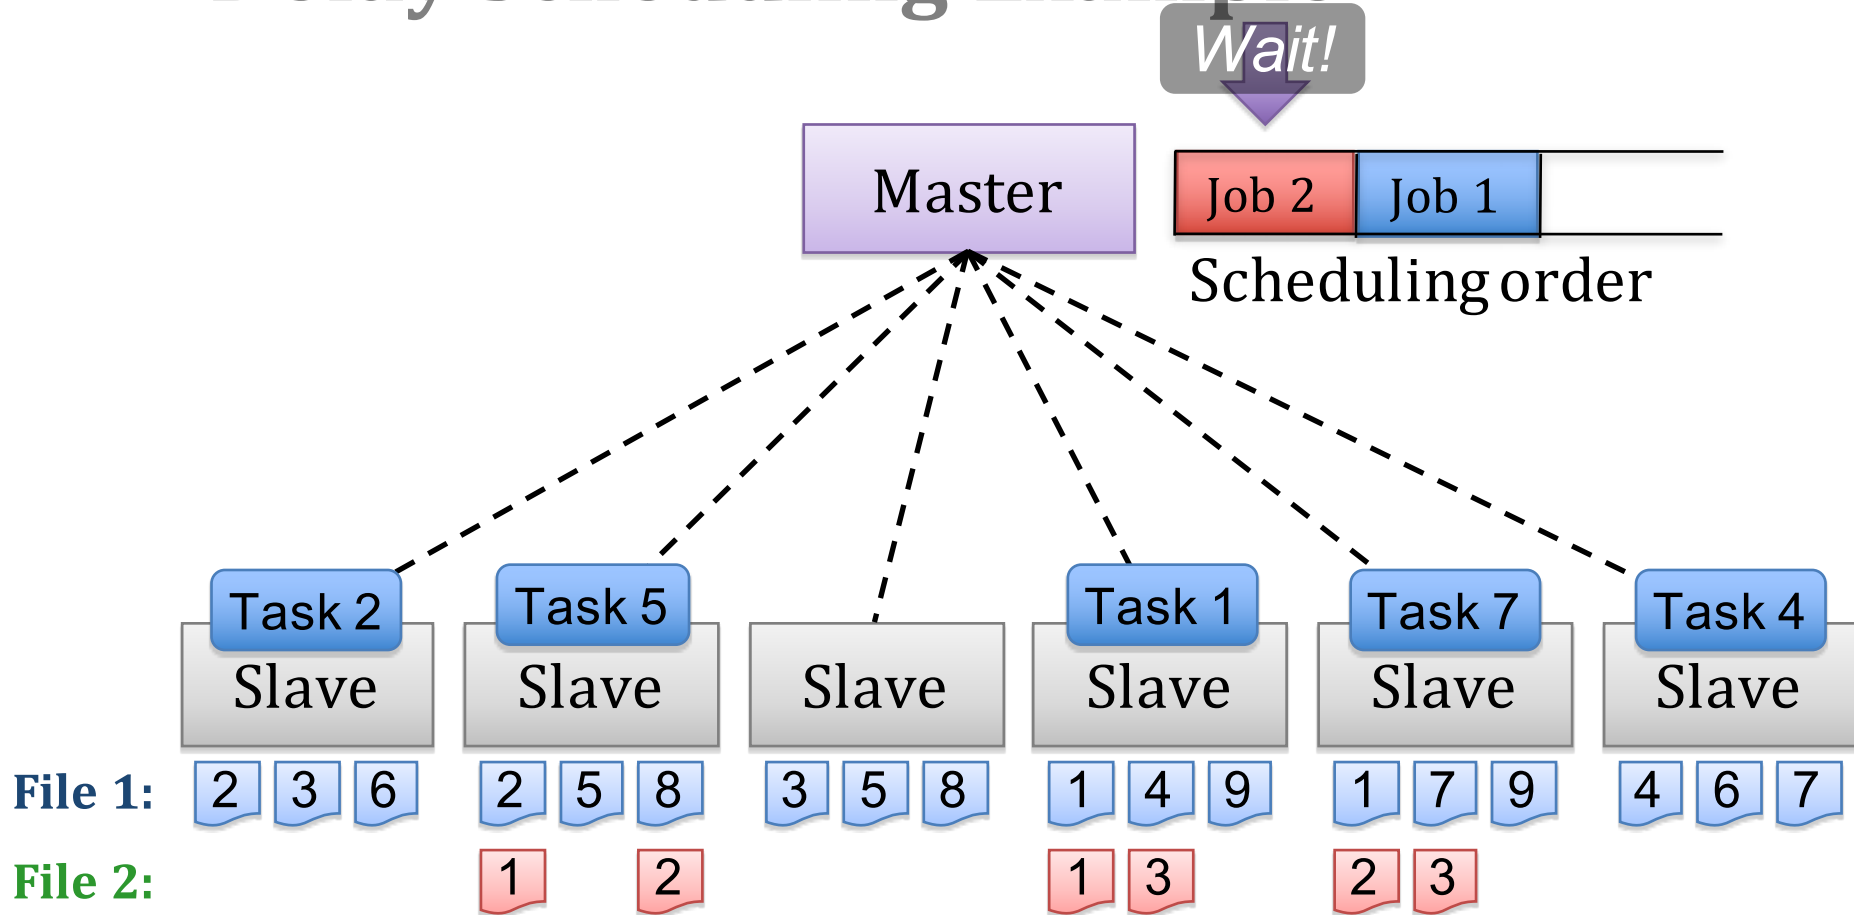 Scheduling Example
Wait!
Master
Job 2 Job 1
Scheduling order
Task 2 Task 5 Task 1 Task 7 Task 4
Slave Slave Slave Slave Slave Slave
File 1: 2 3 6 2 5 8 3 5 8 1 4 9 1 7 9 4 6 7
File 2: 1 2 1 3 2 3